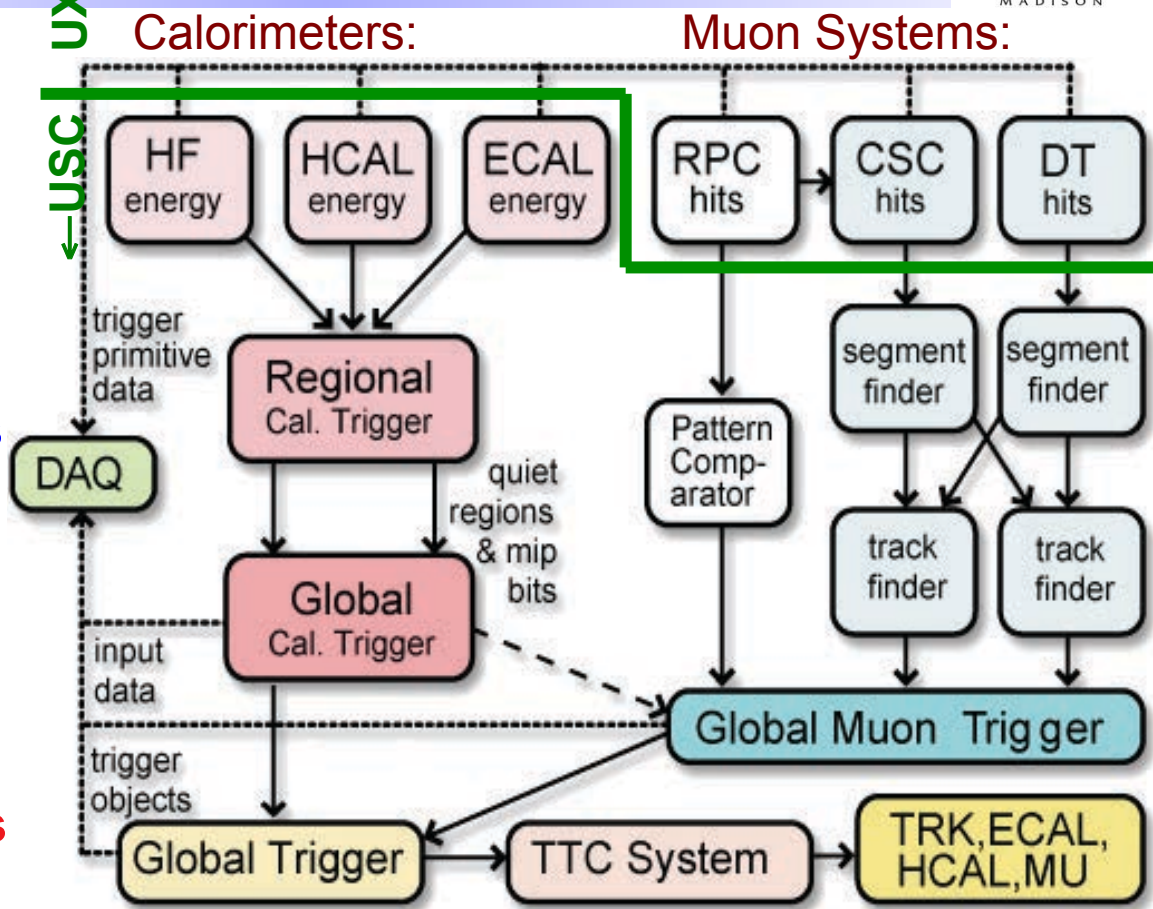 MADISON
UX
Calorimeters:
Muon Systems:
←USC
HF
energy
HCAL
energy
ECAL
energy
RPC
hits
CSC
hits
DT
hits
trigger
primitive
data
Regional
Cal. Trigger
segment
finder
segment
finder
Pattern
Comp-
arator
DAQ
quiet
regions
& mip
bits
track
finder
track
finder
Global
Cal. Trigger
input
data
Global Muon Trigger
trigger
objects
s
Global Trigger
TTC System
TRK,ECAL,
HCAL,MU